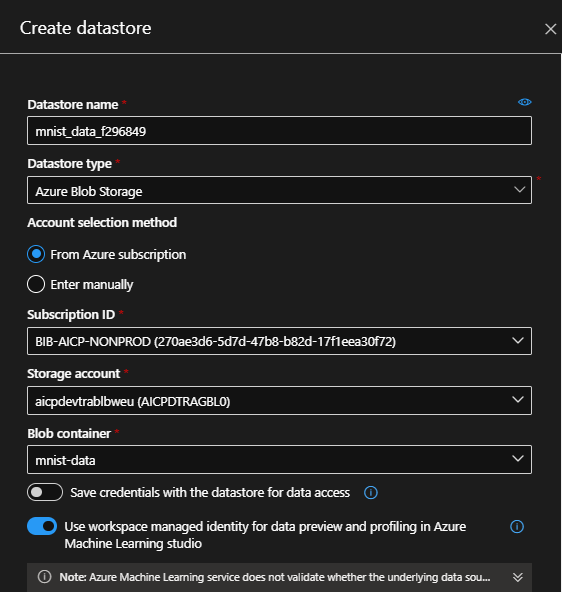 Create datastore
Datastore name *
mnist_data_f296849
Datastore type *
Azure Blob Storage
*
Account selection method
From Azure subscription
Enter manually
Subscription ID *
BIB-AICP-NONPROD (270ae3d6-5d7d-47b8-b82d-17f1eea30f72)
Storage account *
aicpdevtrablbweu (AICPDTRAGBL0)
Blob container *
mnist-data
Save credentials with the datastore for data access
Use workspace managed identity for data preview and profiling in Azure
Machine Learning studio
Note: Azure Machine Learning service does not validate whether the underlying data sou...